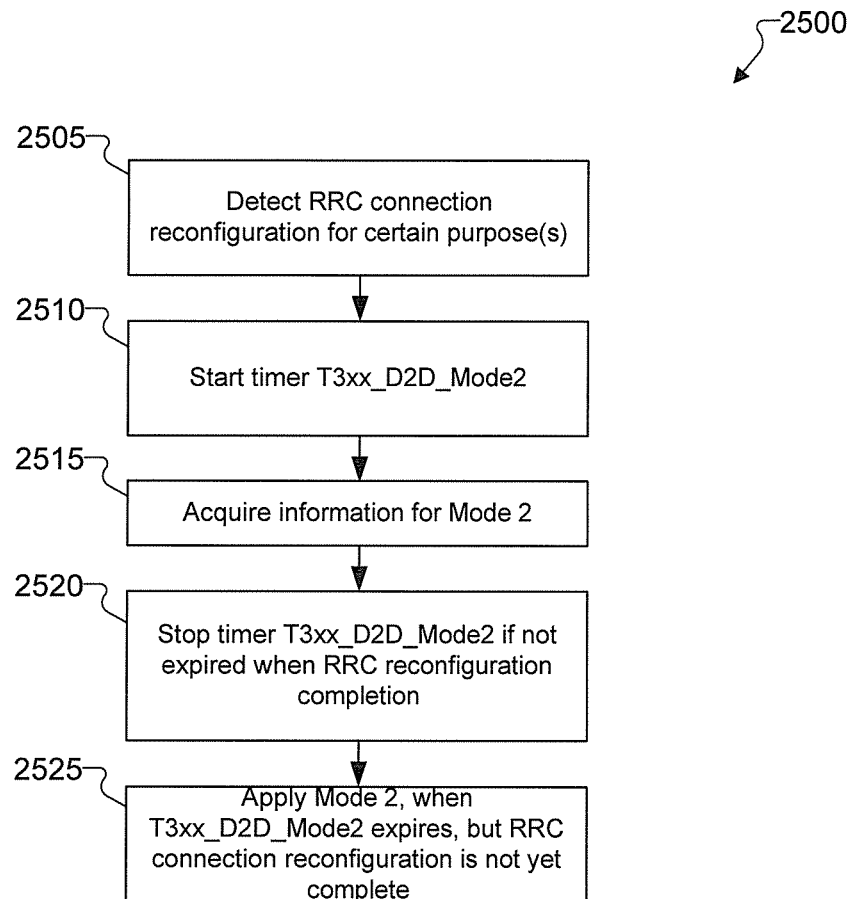 2500
2505
Detect RRC connection
reconfiguration for certain purpose(s)
2510
Start timer T3xx_D2D_Mode2
2515
Acquire information for Mode 2
2520
Stop timer T3xx_D2D_Mode2 if not
expired when RRC reconfiguration
completion
2525
Apply Mode 2, when
T3xx_D2D_Mode2 expires, but RRC
connection reconfiguration is not yet
complete